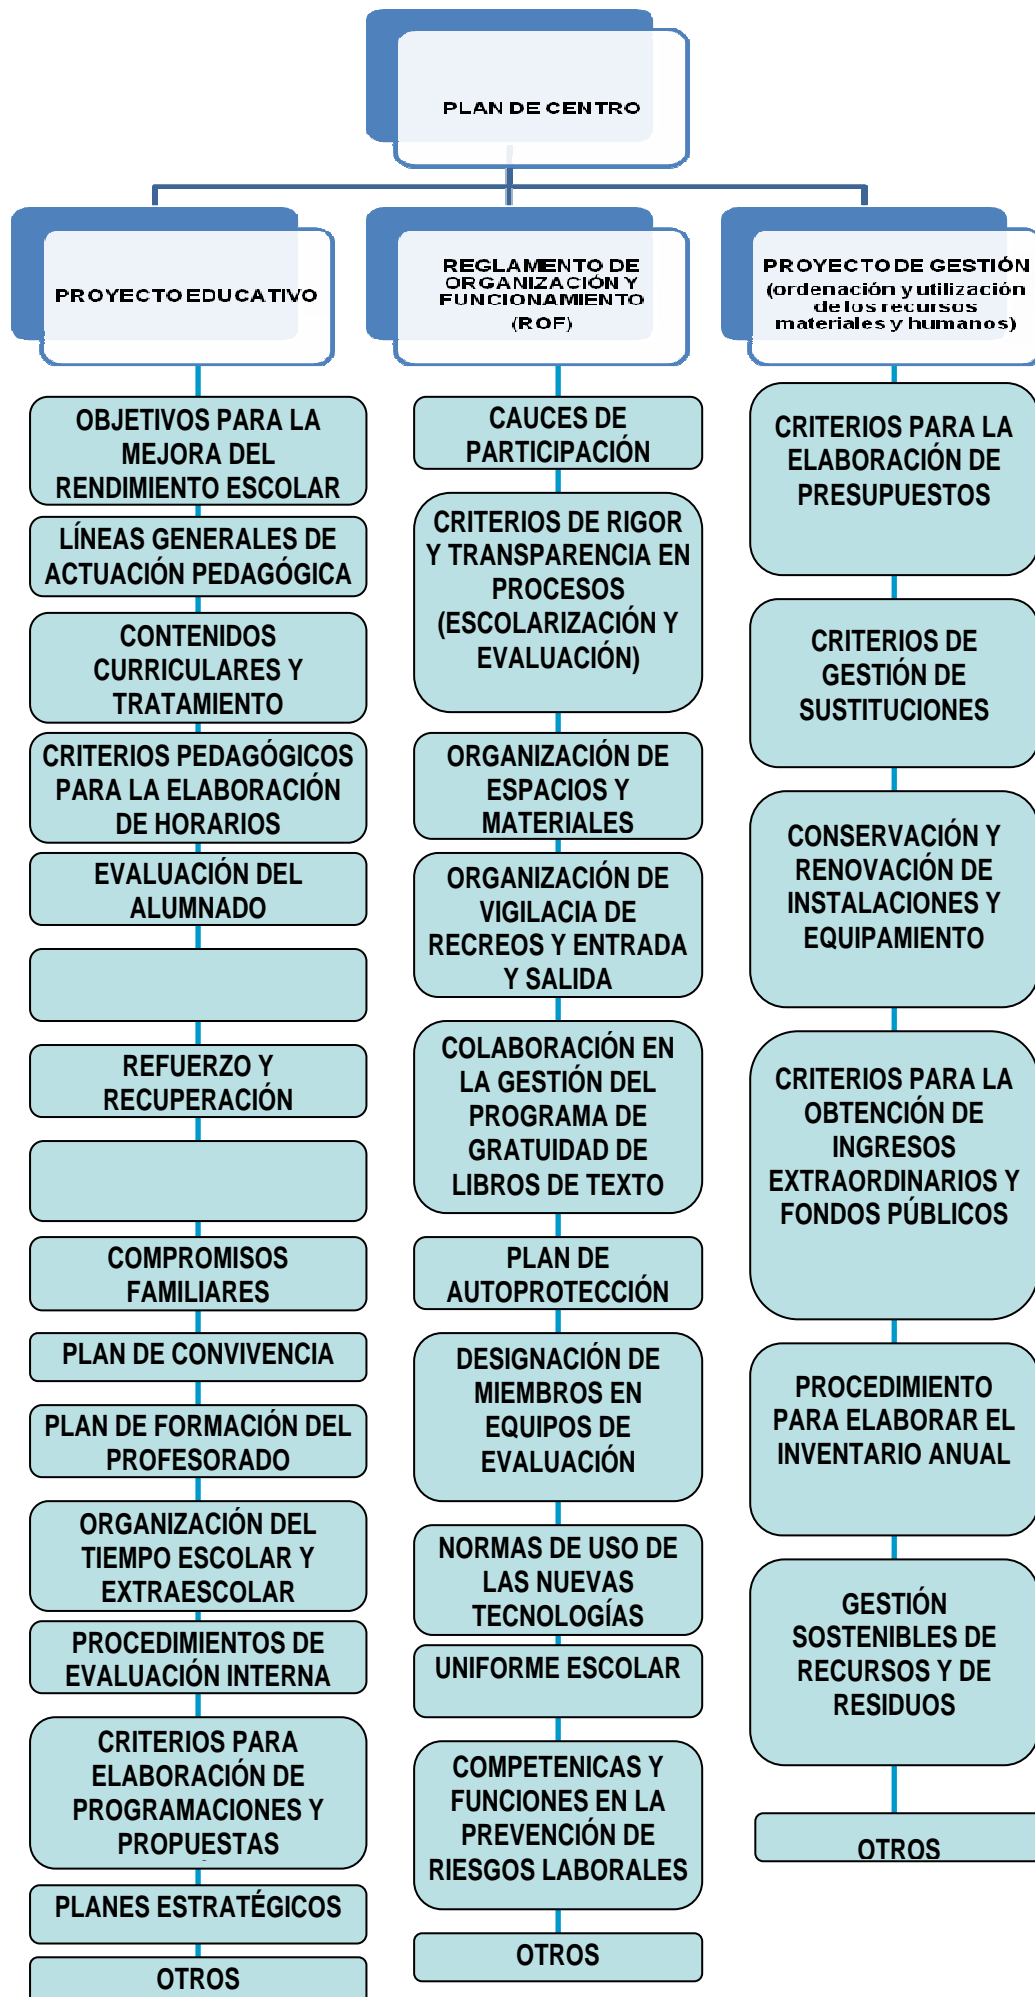 PLAN DE CENTRO
PROYECTO EDUCATIVO
OBJETIVOS PARA LA
MEJORA DEL
RENDIMIENTO ESCOLAR
LÍNEAS GENERALES DE
ACTUACIÓN PEDAGÓGICA
CONTENIDOS
CURRICULARES Y
TRATAMIENTO
CRITERIOS PEDAGÓGICOS
PARA LA ELABORACIÓN
DE HORARIOS
EVALUACIÓN DEL
ALUMNADO
REFUERZO Y
RECUPERACIÓN
COMPROMISOS
FAMILIARES
PLAN DE CONVIVENCIA
PLAN DE FORMACIÓN DEL
PROFESORADO
ORGANIZACIÓN DEL
TIEMPO ESCOLAR Y
EXTRAESCOLAR
PROCEDIMIENTOS DE
EVALUACIÓN INTERNA
CRITERIOS PARA
ELABORACIÓN DE
PROGRAMACIONES Y
PROPUESTAS
PLANES ESTRATÉGICOS
OTROS
REGLAMENTO DE
ORGANIZACIÓN Y
FUNCIONAMIENTO
(ROF)
CAUCES DE
PARTICIPACIÓN
CRITERIOS DE RIGOR
Y TRANSPARENCIA EN
PROCESOS
(ESCOLARIZACIÓN Y
EVALUACIÓN)
ORGANIZACIÓN DE
ESPACIOS Y
MATERIALES
ORGANIZACIÓN DE
VIGILACIA DE
RECREOS Y ENTRADA
Y SALIDA
COLABORACIÓN EN
LA GESTIÓN DEL
PROGRAMA DE
GRATUIDAD DE
LIBROS DE TEXTO
PLAN DE
AUTOPROTECCIÓN
DESIGNACIÓN DE
MIEMBROS EN
EQUIPOS DE
EVALUACIÓN
NORMAS DE USO DE
LAS NUEVAS
TECNOLOGÍAS
UNIFORME ESCOLAR
COMPETENICAS Y
FUNCIONES EN LA
PREVENCIÓN DE
RIESGOS LABORALES
OTROS
PROYECTO DE GESTIÓN
(ordenación y utilización
de los recursos
materiales y humanos)
CRITERIOS PARA LA
ELABORACIÓN DE
PRESUPUESTOS
CRITERIOS DE
GESTIÓN DE
SUSTITUCIONES
CONSERVACIÓN Y
RENOVACIÓN DE
INSTALACIONES Y
EQUIPAMIENTO
CRITERIOS PARA LA
OBTENCIÓN DE
INGRESOS
EXTRAORDINARIOS Y
FONDOS PÚBLICOS
PROCEDIMIENTO
PARA ELABORAR EL
INVENTARIO ANUAL
GESTIÓN
SOSTENIBLES DE
RECURSOS Y DE
RESIDUOS
OTROS